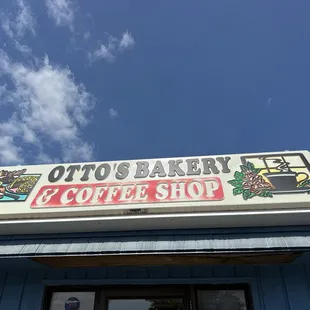 OTTO'S BAKERY
& COFFEE SHOP